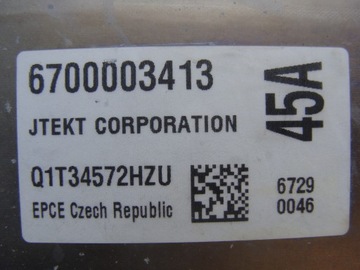 6700003413
45A
JTEKT CORPORATION
Q1T34572HZU
EPCE Czech Republic
6729
0046